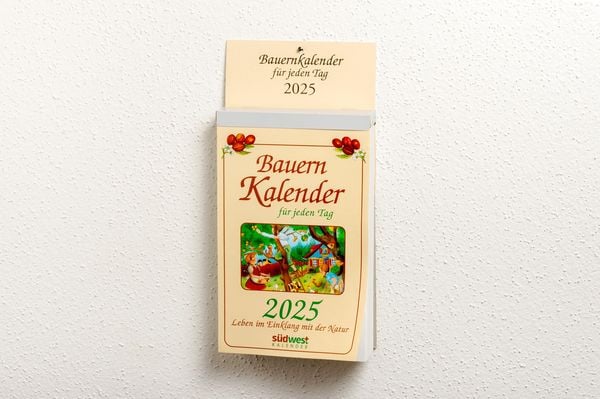 Bauernkalender
für jeden Tag
2025
Bauern
Kalender
für jeden Tag
2025
Leben im Einklang mit der Natur
südwest
KALENDER